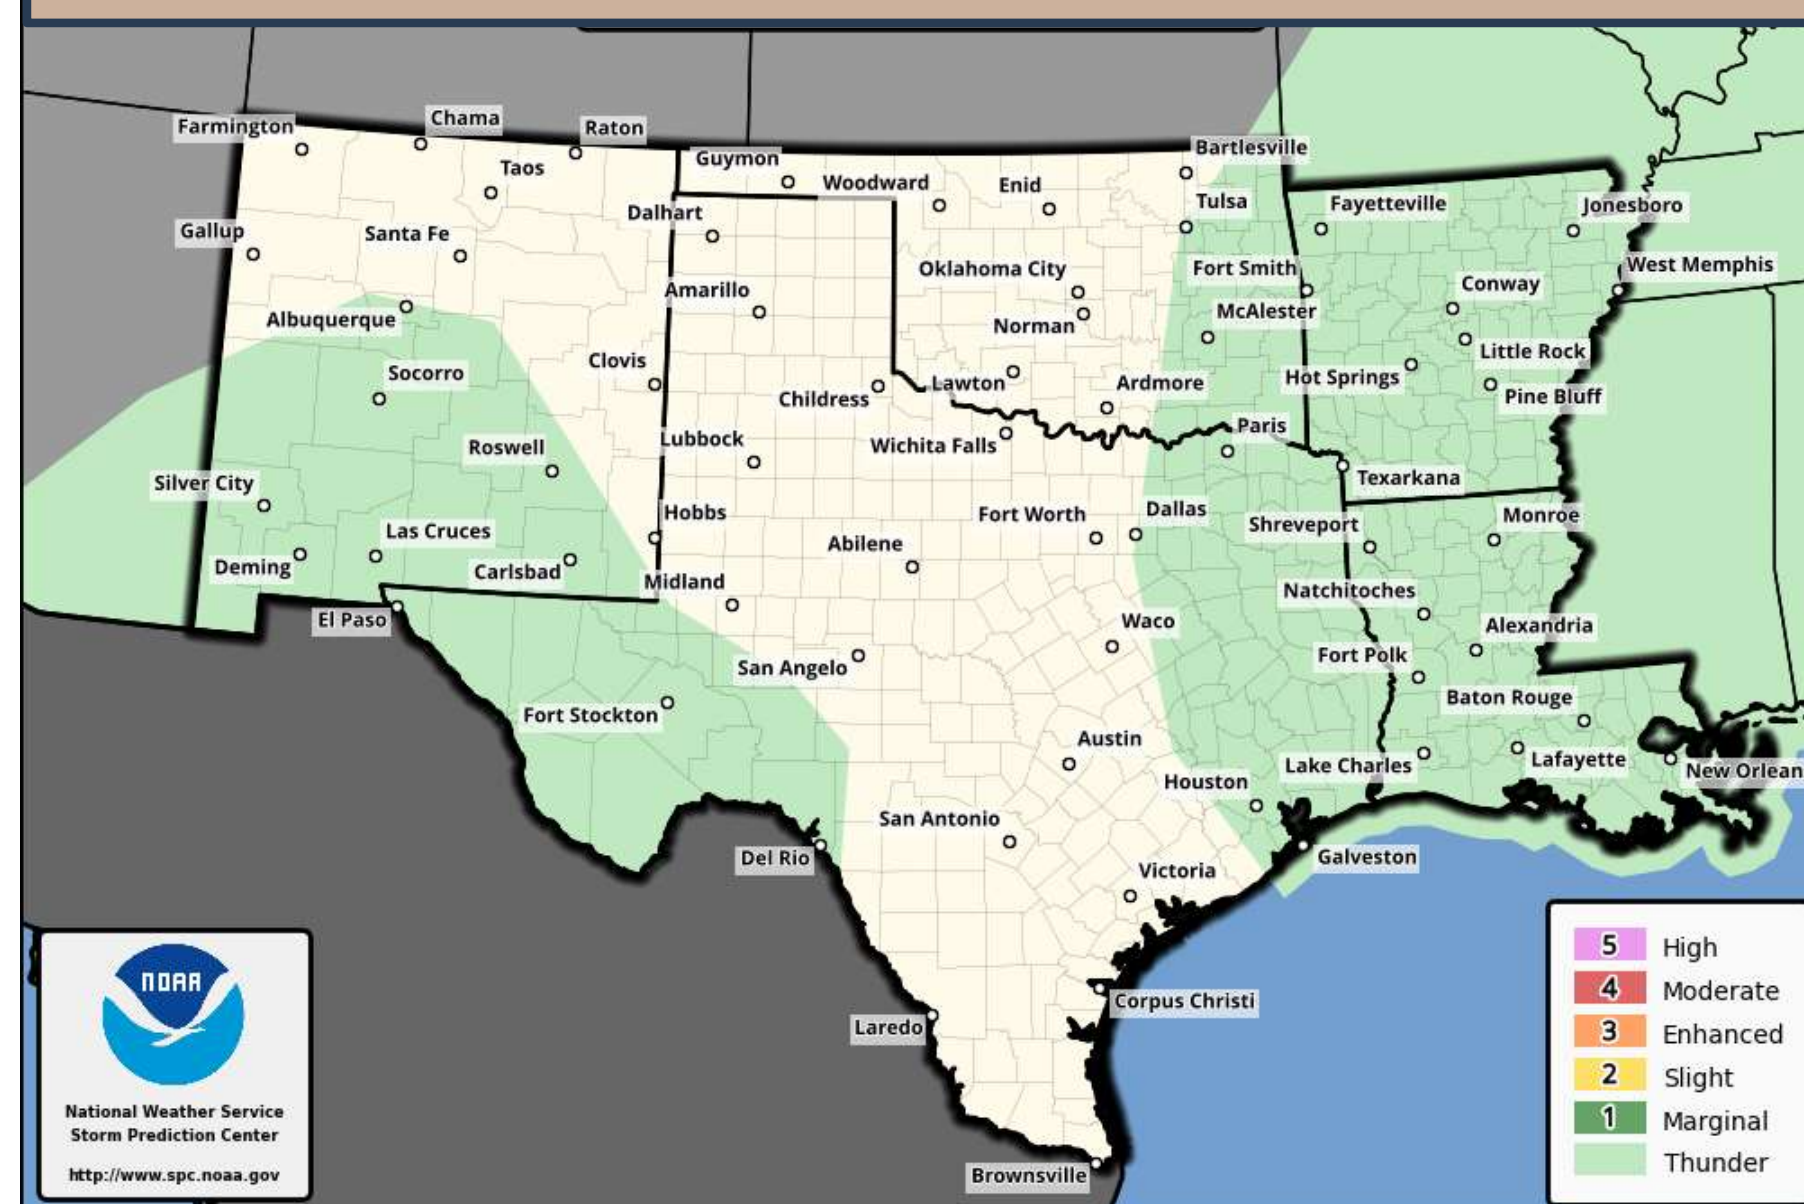 Farmington
Chama
Raton
Taos
Guymon
Woodward
Enid
Bartlesville
Tulsa
Fayetteville
Jonesboro
Gallup
Santa Fe
Dalhart
Oklahoma City
Fort Smith
Conway
West Memphis
Albuquerque
Amarillo
Norman
McAlester
Little Rock
Socorro
Clovis
Childress
Lawton
Ardmore
Hot Springs
Pine Bluff
Roswell
Lubbock
Wichita Falls
Paris
Texarkana
Silver City
Las Cruces
Hobbs
Abilene
Fort Worth
Dallas
Shreveport
Monroe
Deming
Carlsbad
Midland
Natchitoches
El Paso
San Angelo
Waco
Fort Polk
Alexandria
Fort Stockton
Austin
Baton Rouge
Houston
Lake Charles
Lafayette
New Orlean
Del Rio
San Antonio
Victoria
Galveston
Laredo
Corpus Christi
Brownsville
NOAA
National Weather Service
Storm Prediction Center
http://www.spc.noaa.gov
5 High
4 Moderate
3 Enhanced
2 Slight
1 Marginal
Thunder